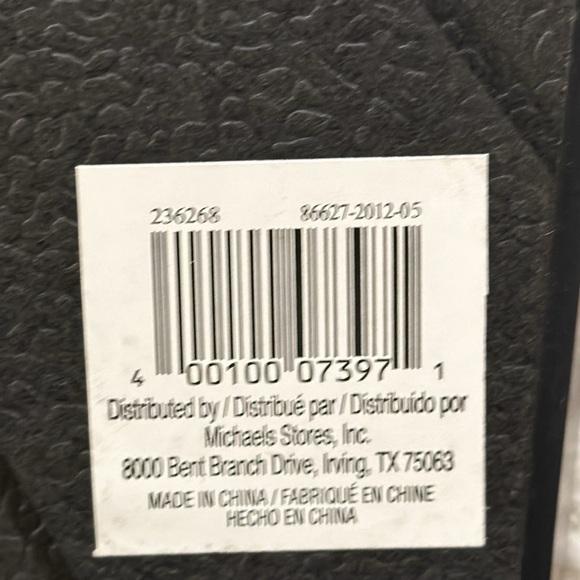 236268 86627-2012-05
4 00100 07397 1
Distributed by / Distribué par / Distribuido por
Michaels Stores, Inc.
8000 Bent Branch Drive, Irving, TX 75063
MADE IN CHINA / FABRIQUÉ EN CHINE
HECHO EN CHINA